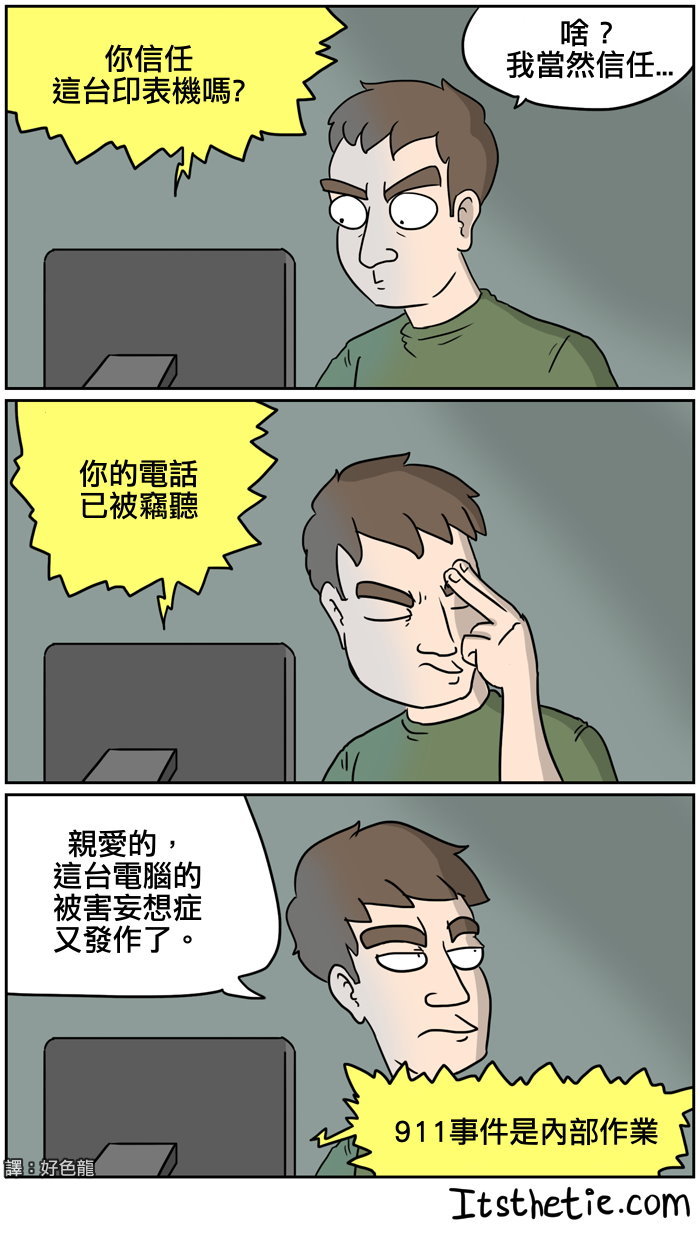 你信任
這台印表機嗎?
啥?
我當然信任...
你的電話
已被竊聽
親愛的，
這台電腦的
被害妄想症
又發作了。
911事件是內部作業
譯：好色龍
Itsthetie.com